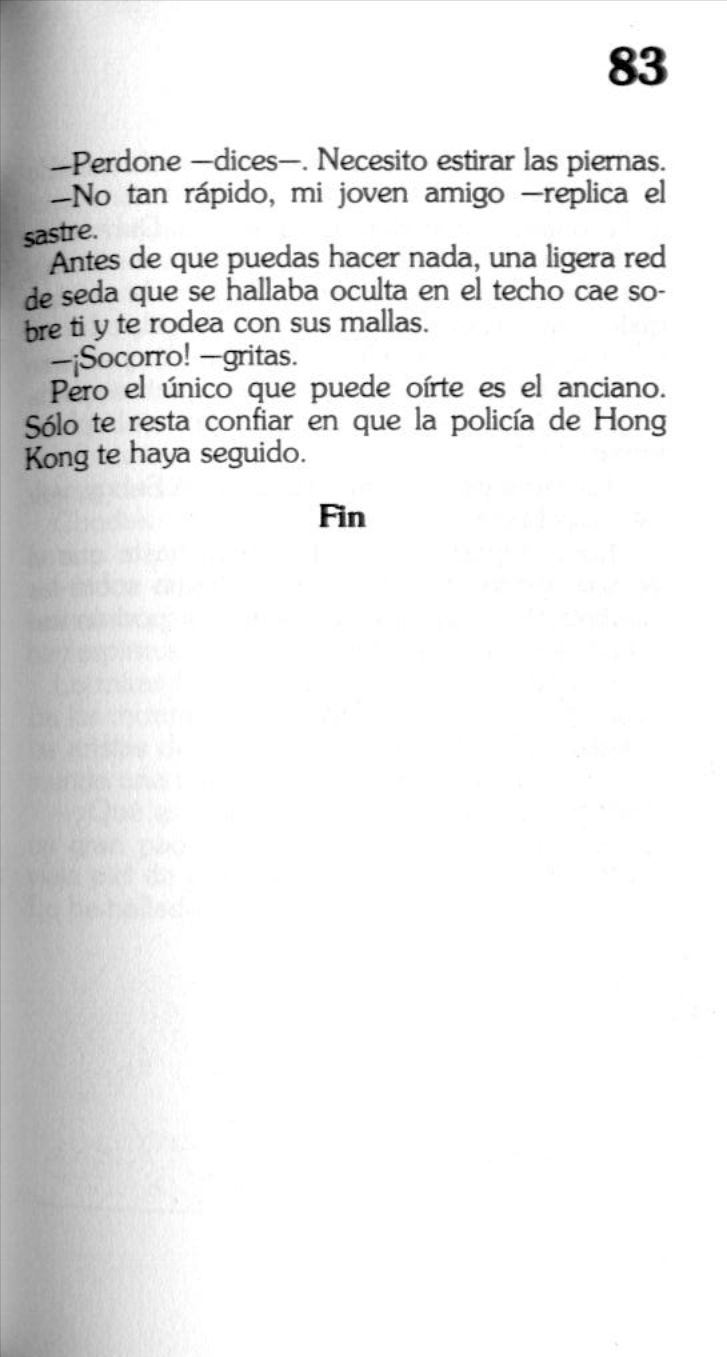 83
—Perdone —dices—. Necesito estirar las piernas.
—No tan rápido, mi joven amigo —replica el
sastre.
Antes de que puedas hacer nada, una ligera red
de seda que se hallaba oculta en el techo cae so-
bre ti y te rodea con sus mallas.
—¡Socorro! —gritas.
Pero el único que puede oírte es el anciano.
Sólo te resta confiar en que la policía de Hong
Kong te haya seguido.
Fin